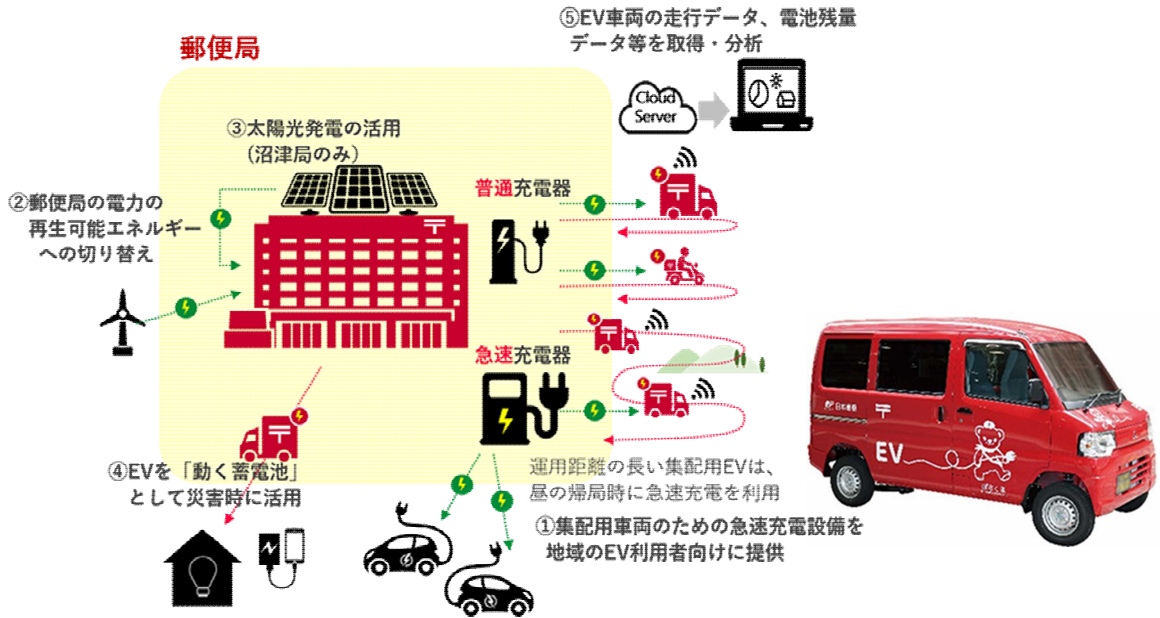 ⑤EV車両の走行データ、電池残量
データ等を取得・分析
郵便局
Cloud
Server
③太陽光発電の活用
(沼津局のみ)
普通充電器
②郵便局の電力の
再生可能エネルギー
への切り替え
急速充電器
日本郵便
EV
④EVを「動く蓄電池」
として災害時に活用
運用距離の長い集配用EVは、
昼の帰局時に急速充電を利用
①集配用車両のための急速充電設備を
地域のEV利用者向けに提供